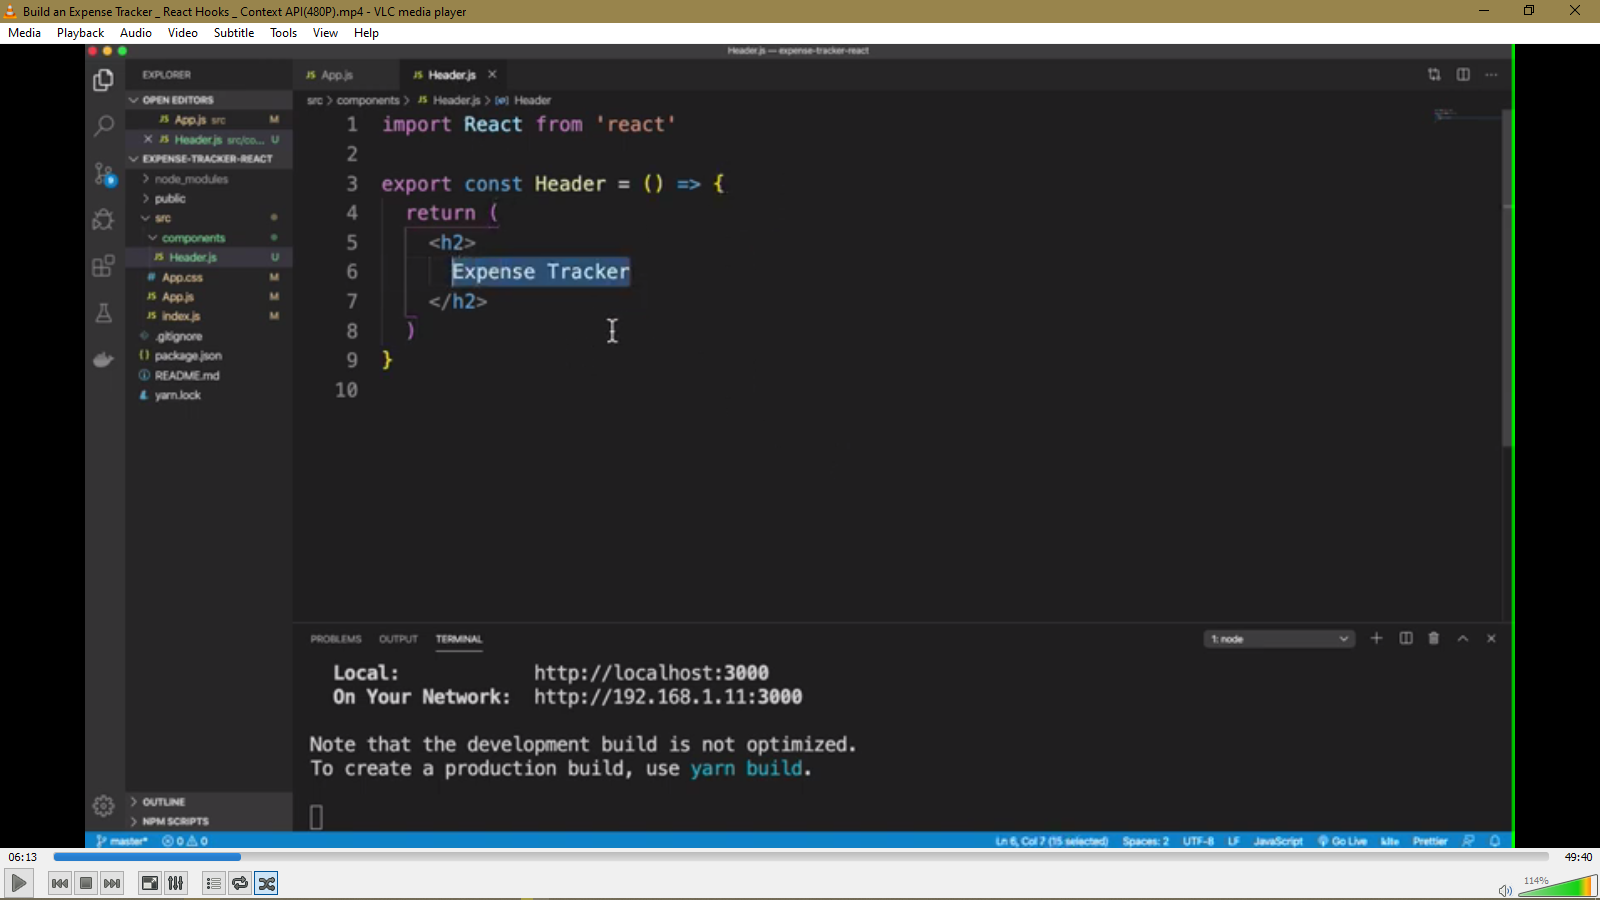 Build an Expense Tracker _ React Hooks _ Context API(480P).mp4 - VLC media player
Media Playback Audio Video Subtitle Tools View Help
Header.js — expense-tracker-react
EXPLORER
OPEN EDITORS
JS App.js src M
JS Header.js src/co... U
EXPENSE-TRACKER-REACT
node_modules
public
src
components
JS Header.js U
# App.css M
JS App.js M
JS index.js M
.gitignore
{} package.json
README.md
yarn.lock
OUTLINE
NPM SCRIPTS
JS App.js JS Header.js
src > components > JS Header.js > Header
1 import React from 'react'
2
3 export const Header = () => {
4 return (
5 <h2>
6 Expense Tracker
7 </h2>
8 )
9 }
10
PROBLEMS OUTPUT TERMINAL 1: node
Local: http://localhost:3000
On Your Network: http://192.168.1.11:3000
Note that the development build is not optimized.
To create a production build, use yarn build.
master* 0 0 Ln 6, Col 7 (15 selected) Spaces: 2 UTF-8 LF JavaScript Go Live kite Prettier
06:13 49:40
114%